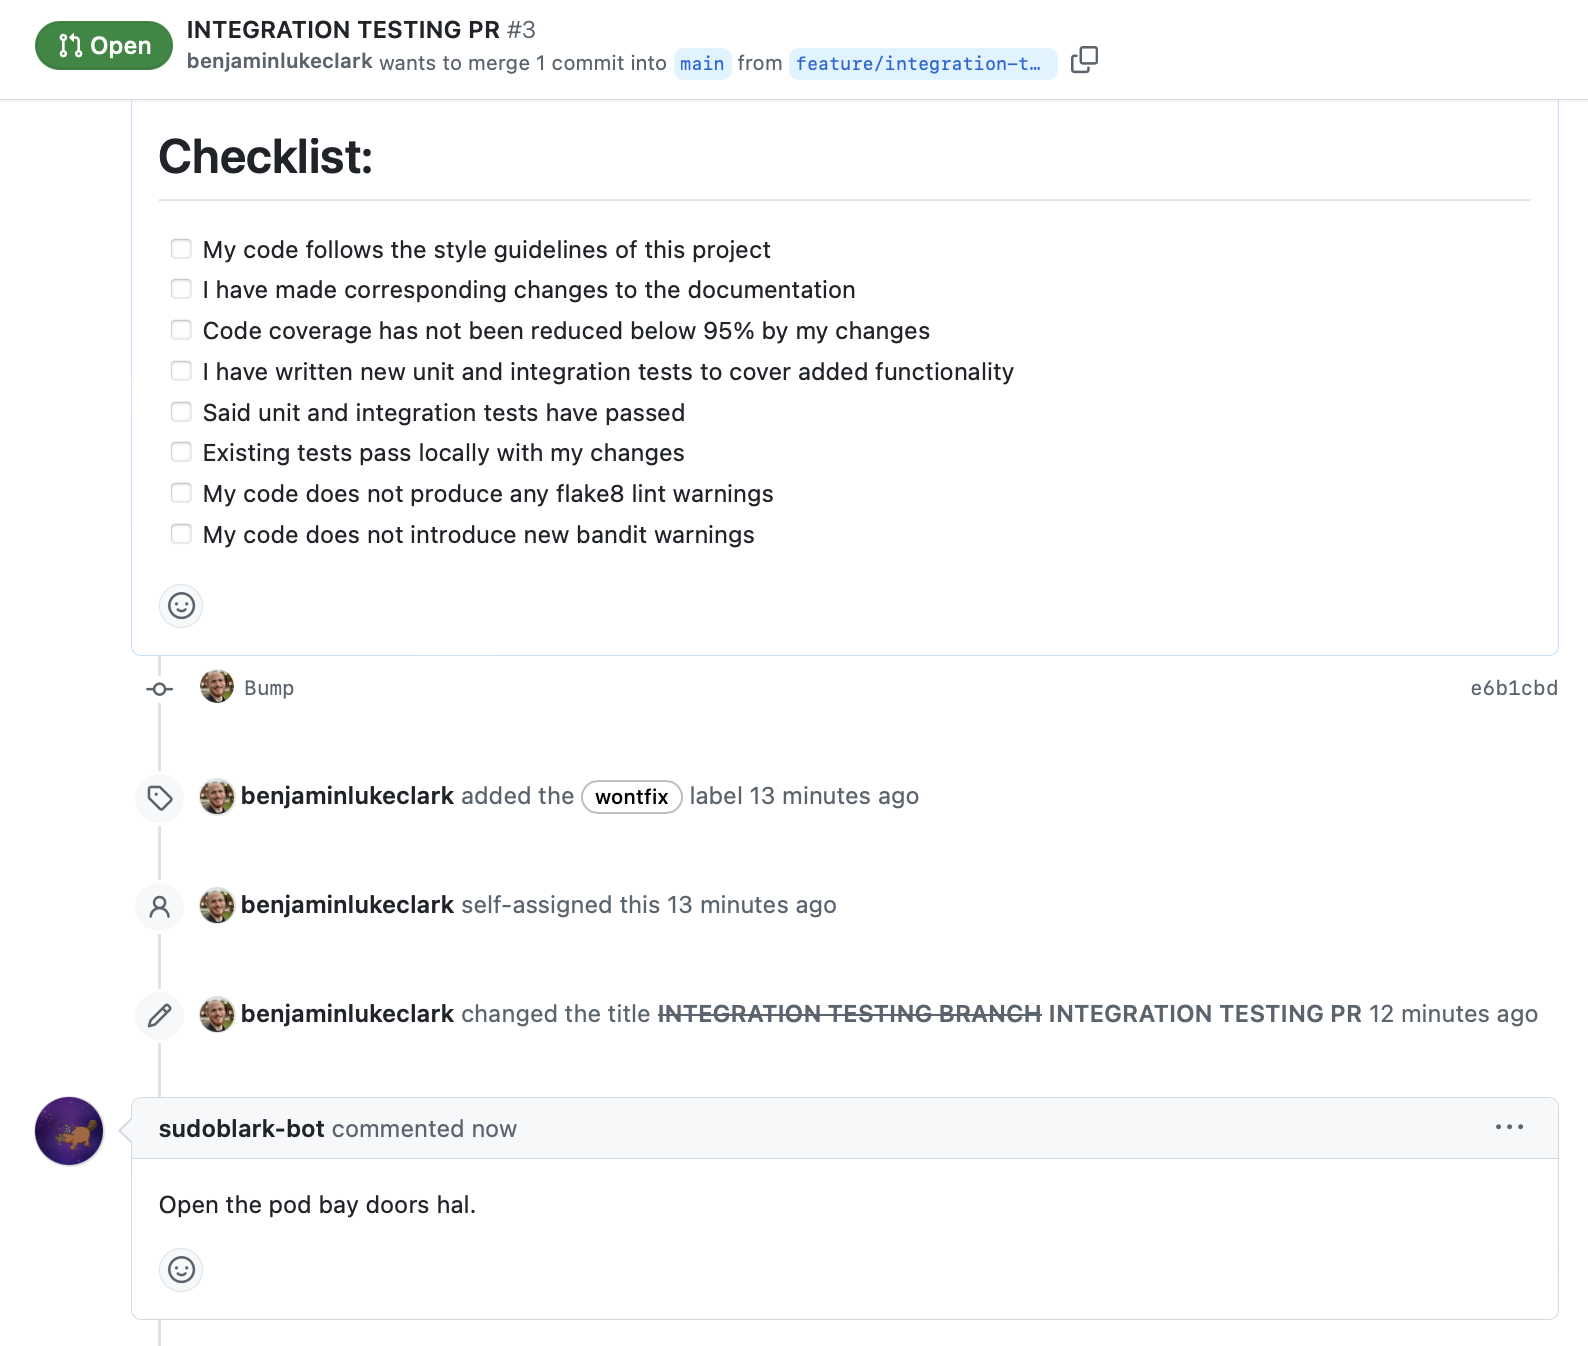 Open
INTEGRATION TESTING PR #3
benjaminlukeclark wants to merge 1 commit into main from feature/integration-t...
Checklist:
My code follows the style guidelines of this project
I have made corresponding changes to the documentation
Code coverage has not been reduced below 95% by my changes
I have written new unit and integration tests to cover added functionality
Said unit and integration tests have passed
Existing tests pass locally with my changes
My code does not produce any flake8 lint warnings
My code does not introduce new bandit warnings
Bump e6b1cbd
benjaminlukeclark added the wontfix label 13 minutes ago
benjaminlukeclark self-assigned this 13 minutes ago
benjaminlukeclark changed the title INTEGRATION TESTING BRANCH INTEGRATION TESTING PR 12 minutes ago
sudoblark-bot commented now
Open the pod bay doors hal.